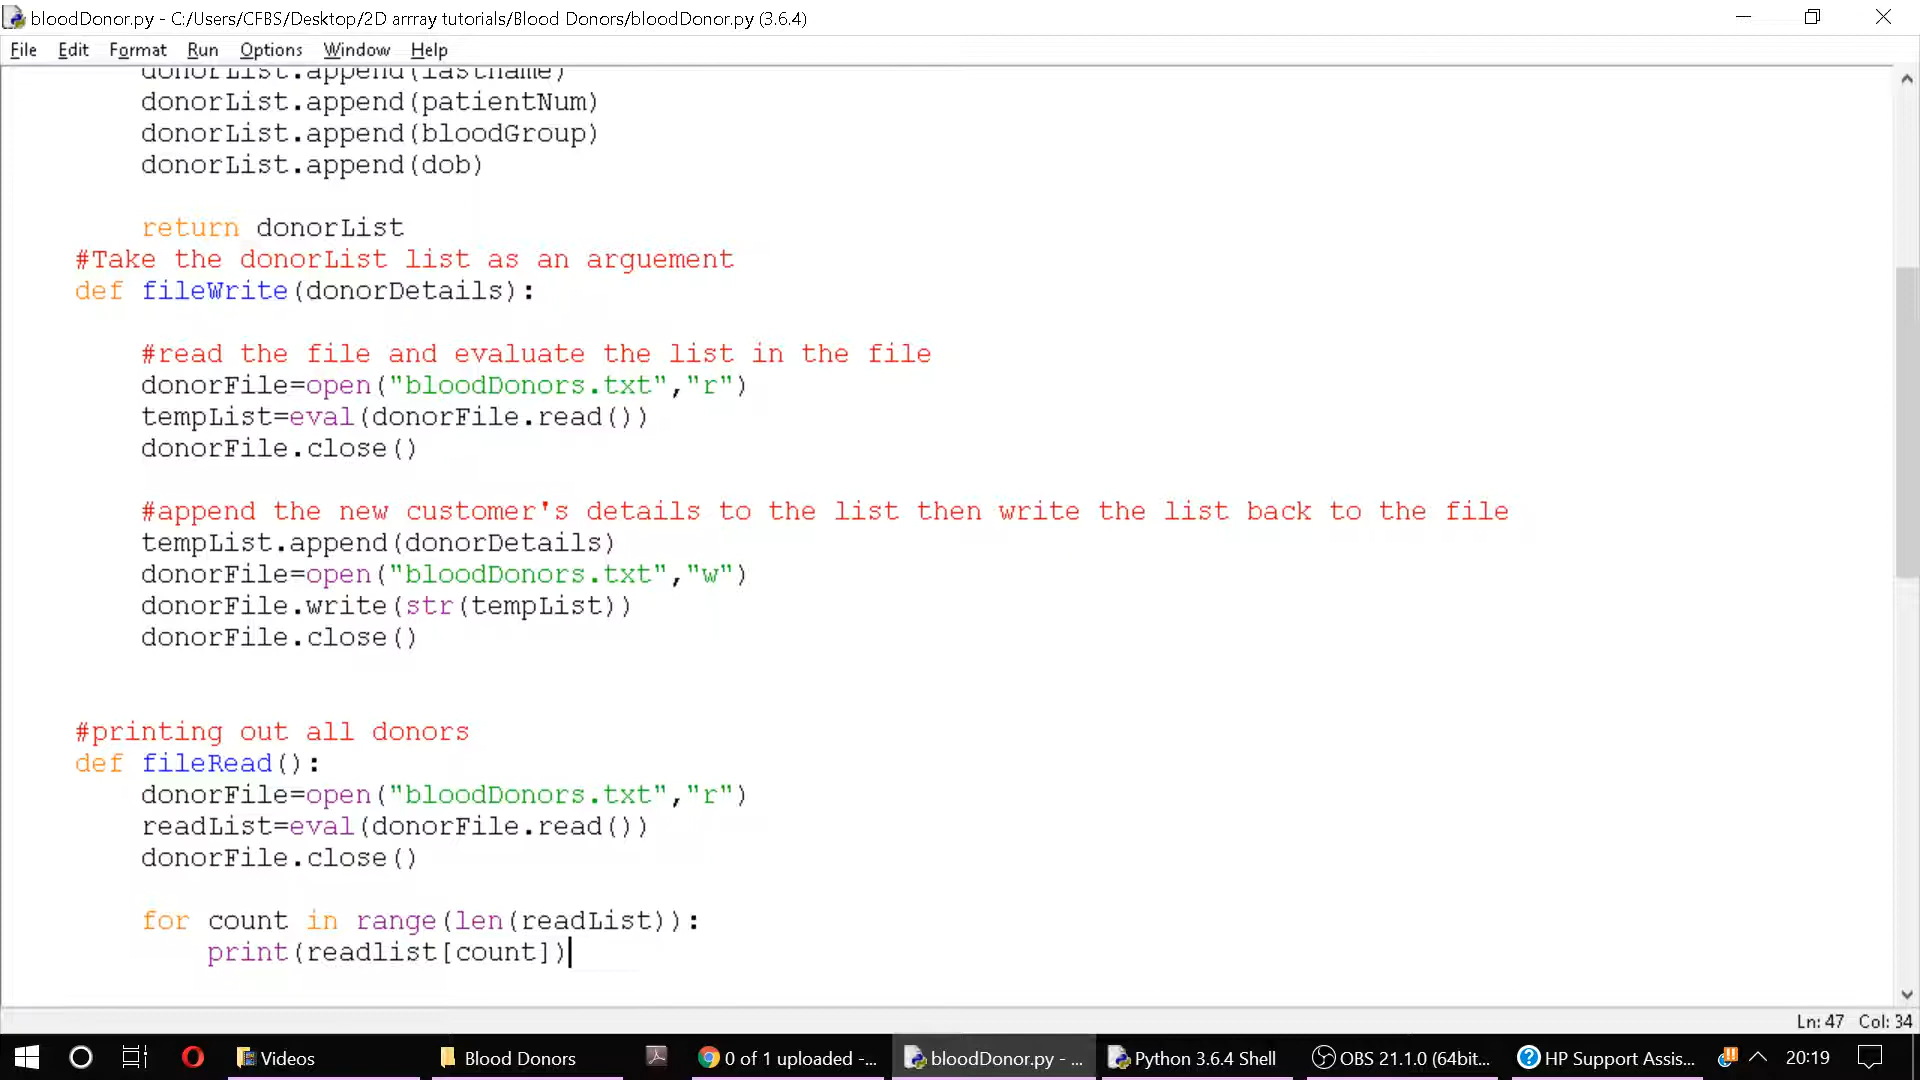 bloodDonor.py - C:/Users/CFBS/Desktop/2D arrray tutorials/Blood Donors/bloodDonor.py (3.6.4)
File Edit Format Run Options Window Help
donorList.append(lastname)
donorList.append(patientNum)
donorList.append(bloodGroup)
donorList.append(dob)
return donorList
#Take the donorList list as an arguement
def fileWrite(donorDetails):
#read the file and evaluate the list in the file
donorFile=open("bloodDonors.txt","r")
tempList=eval(donorFile.read())
donorFile.close()
#append the new customer's details to the list then write the list back to the file
tempList.append(donorDetails)
donorFile=open("bloodDonors.txt","w")
donorFile.write(str(tempList))
donorFile.close()
#printing out all donors
def fileRead():
donorFile=open("bloodDonors.txt","r")
readList=eval(donorFile.read())
donorFile.close()
for count in range(len(readList)):
print(readlist[count])
Ln: 47 Col: 34
Videos Blood Donors 0 of 1 uploaded -... bloodDonor.py - ... Python 3.6.4 Shell OBS 21.1.0 (64bit... HP Support Assis... 20:19